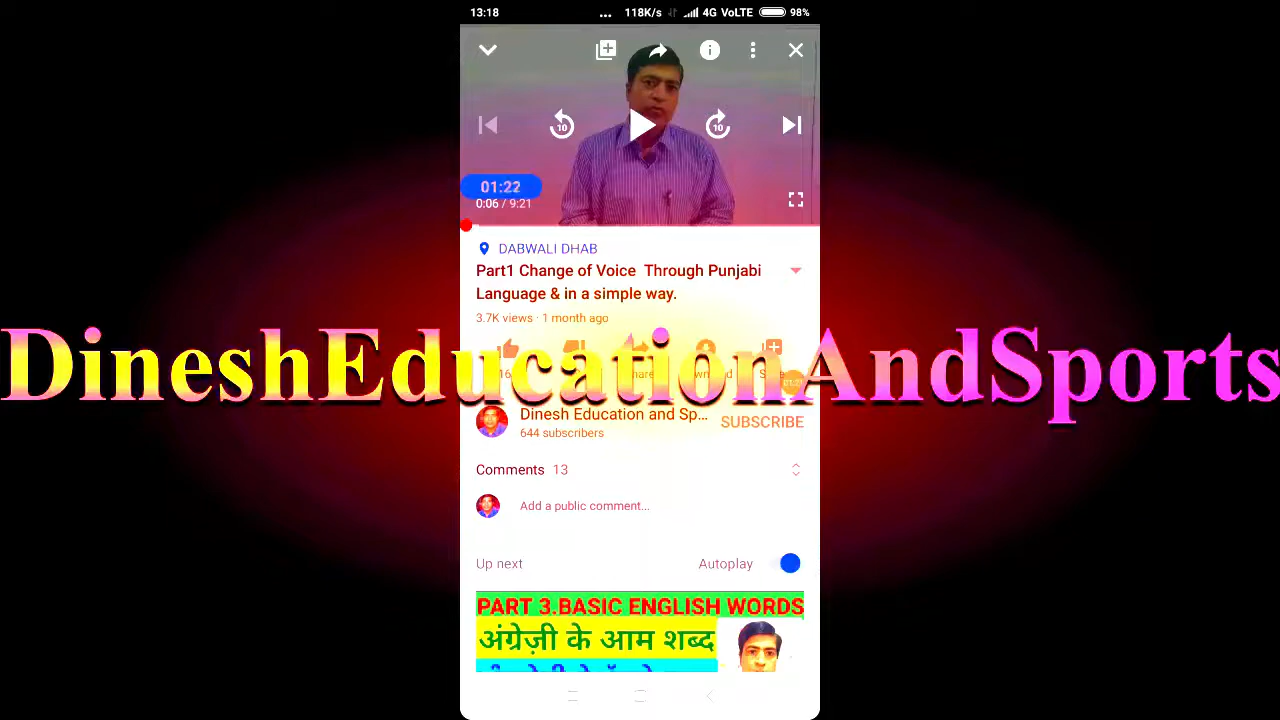 13:18 ... 118K/s 4G VoLTE 98%
10 10
01:22
0:06 / 9:21
DABWALI DHAB
Part1 Change of Voice Through Punjabi
Language & in a simple way.
3.7K views · 1 month ago
DineshEducationAndSports
Dinesh Education and Sp...
644 subscribers
SUBSCRIBE
Comments 13
Add a public comment...
Up next Autoplay
PART 3.BASIC ENGLISH WORDS
अंग्रेज़ी के आम शब्द